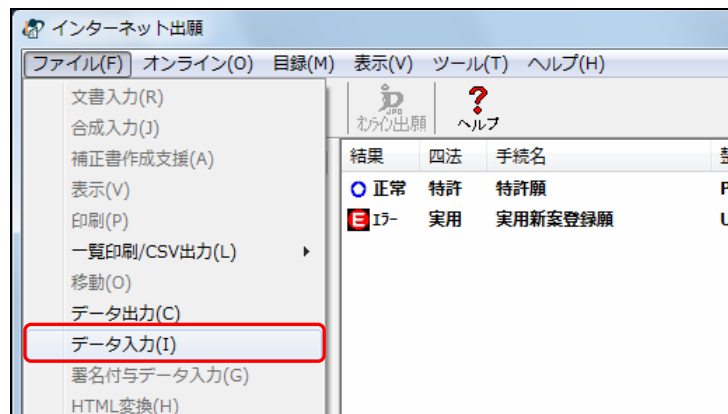 インターネット出願
ファイル(F) オンライン(O) 目録(M) 表示(V) ツール(T) ヘルプ(H)
文書入力(R)
合成入力(J)
補正書作成支援(A)
表示(V)
印刷(P)
一覧印刷/CSV出力(L)
移動(O)
データ出力(C)
データ入力(I)
署名付与データ入力(G)
HTML変換(H)
JPO
オンライン出願
?
ヘルプ
結果 四法 手続名
正常 特許 特許願
E エラー 実用 実用新案登録願